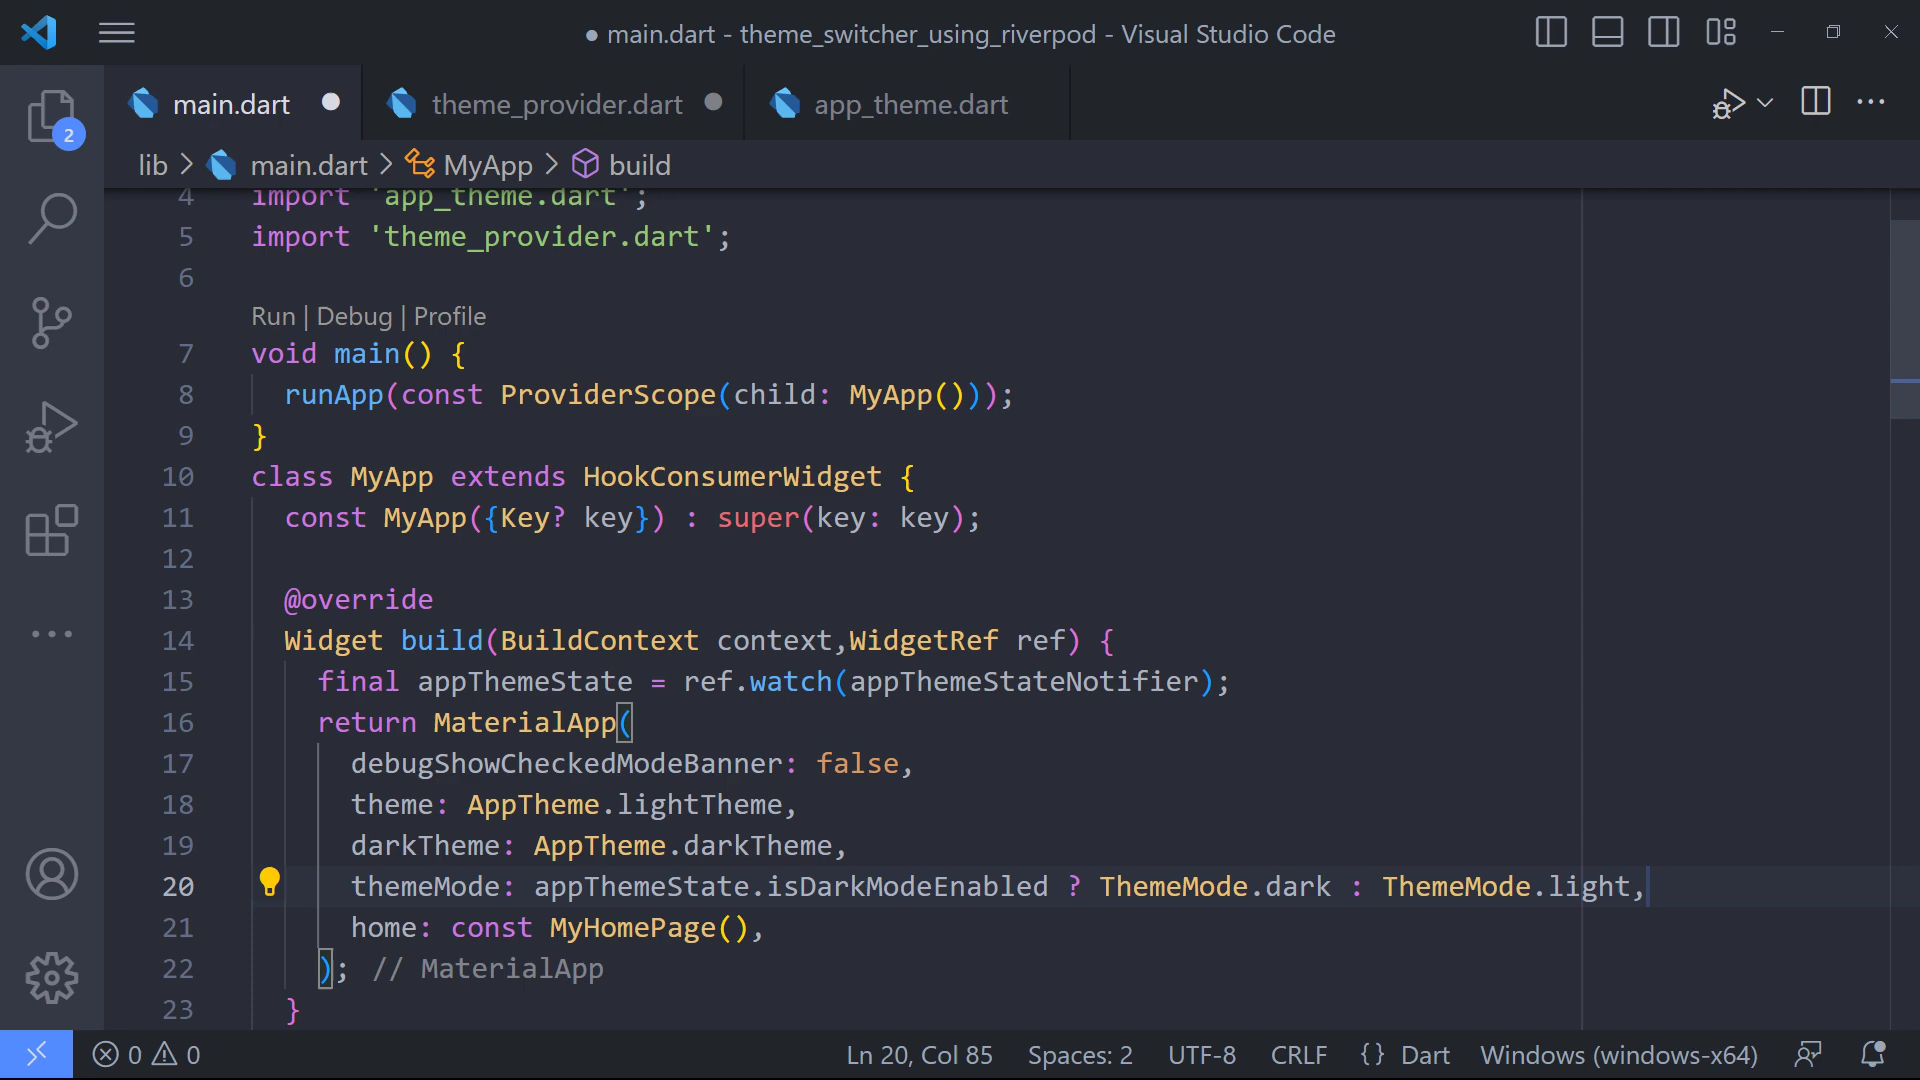 ● main.dart - theme_switcher_using_riverpod - Visual Studio Code
main.dart ● theme_provider.dart ● app_theme.dart
2
lib > main.dart > MyApp > build
4 import 'app_theme.dart';
5 import 'theme_provider.dart';
6
Run | Debug | Profile
7 void main() {
8 runApp(const ProviderScope(child: MyApp()));
9 }
10 class MyApp extends HookConsumerWidget {
11 const MyApp({Key? key}) : super(key: key);
12
13 @override
14 Widget build(BuildContext context,WidgetRef ref) {
15 final appThemeState = ref.watch(appThemeStateNotifier);
16 return MaterialApp(
17 debugShowCheckedModeBanner: false,
18 theme: AppTheme.lightTheme,
19 darkTheme: AppTheme.darkTheme,
20 themeMode: appThemeState.isDarkModeEnabled ? ThemeMode.dark : ThemeMode.light,
21 home: const MyHomePage(),
22 ); // MaterialApp
23 }
0 0 Ln 20, Col 85 Spaces: 2 UTF-8 CRLF {} Dart Windows (windows-x64)